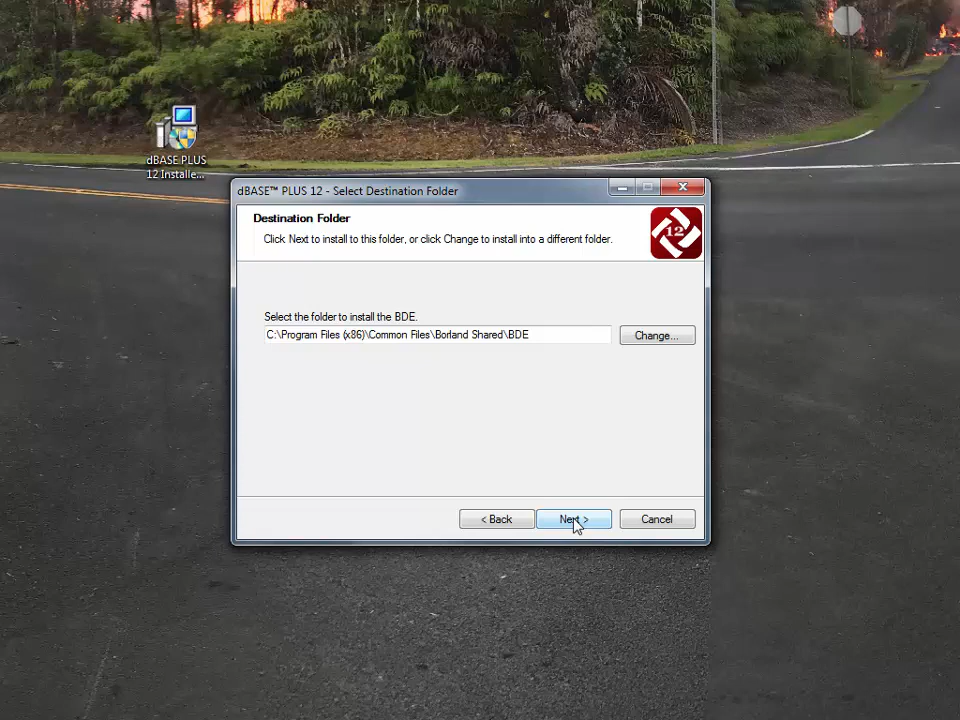 dBASE PLUS
12 Installe...
dBASE™ PLUS 12 - Select Destination Folder
Destination Folder
Click Next to install to this folder, or click Change to install into a different folder.
12
Select the folder to install the BDE.
C:\Program Files (x86)\Common Files\Borland Shared\BDE
Change...
< Back
Next >
Cancel